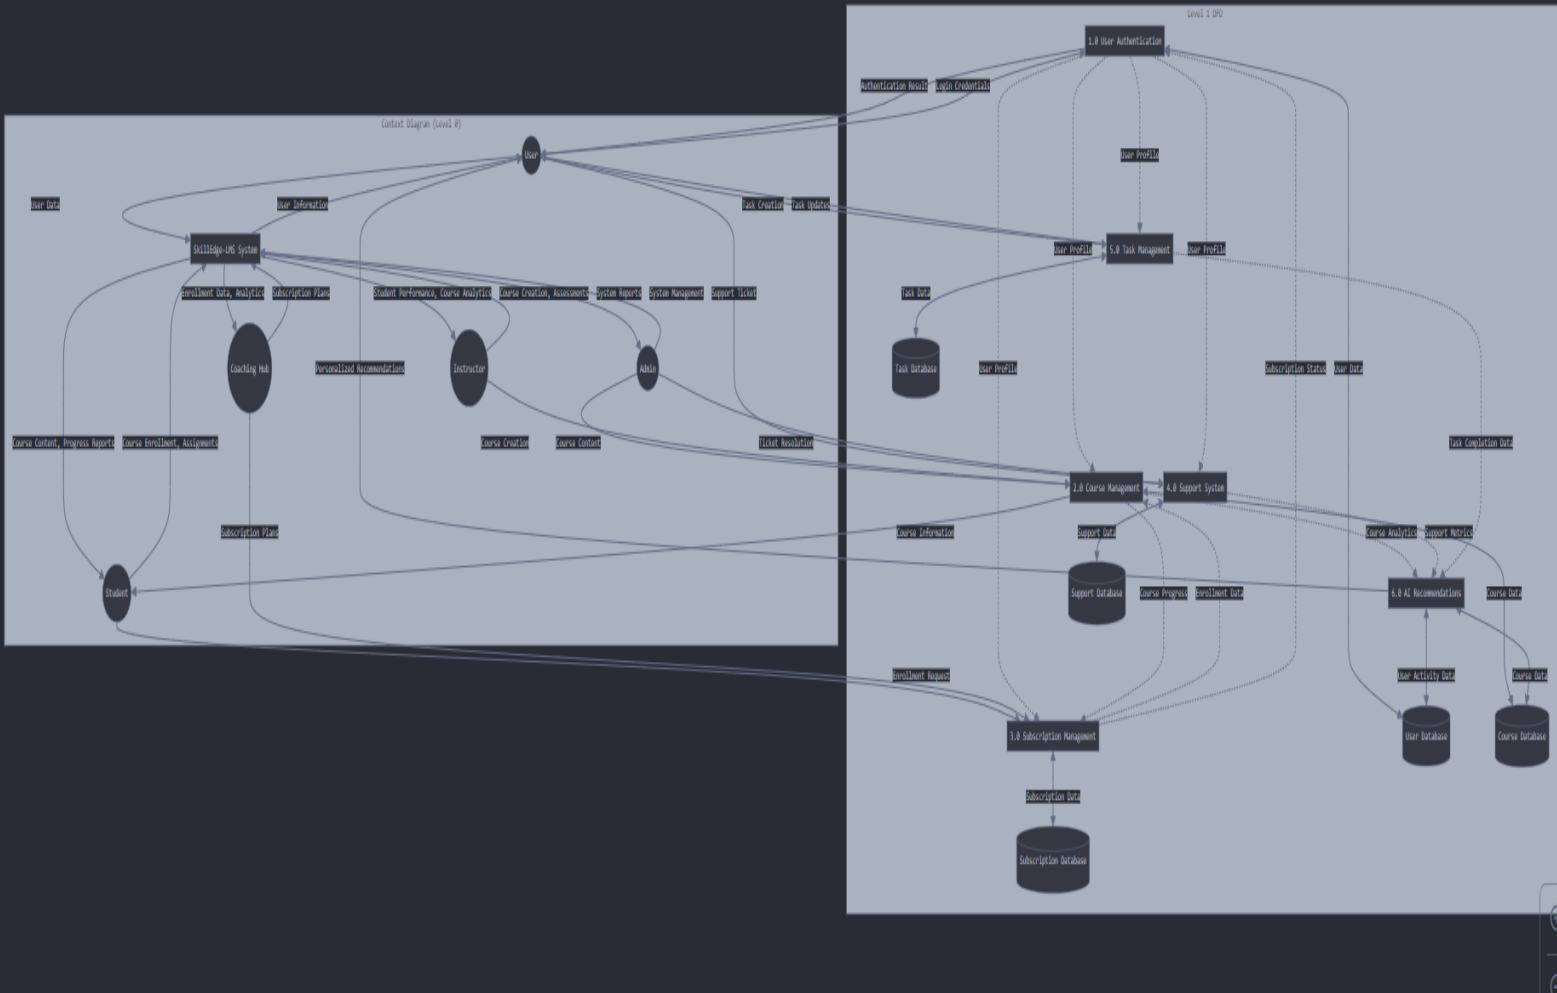 Level 1 DFD
1.0 User Authentication
Authentication Result
Login Credentials
Context Diagram (Level 0)
User
User Profile
User Data
User Information
Task Creation
Task Updates
SkillEdge-LMS System
User Profile
5.0 Task Management
User Profile
Enrollment Data, Analytics
Subscription Plans
Student Performance, Course Analytics
Course Creation, Assessments
System Reports
System Management
Support Ticket
Task Data
Coaching Hub
Personalized Recommendations
Instructor
Admin
Task Database
User Profile
Subscription Status
User Data
Course Content, Progress Reports
Course Enrollment, Assignments
Course Creation
Course Content
Ticket Resolution
Task Completion Data
2.0 Course Management
4.0 Support System
Subscription Plans
Course Information
Support Data
Course Analytics
Support Metrics
Student
Support Database
Course Progress
Enrollment Data
6.0 AI Recommendations
Course Data
Enrollment Request
User Activity Data
Course Data
3.0 Subscription Management
User Database
Course Database
Subscription Data
Subscription Database